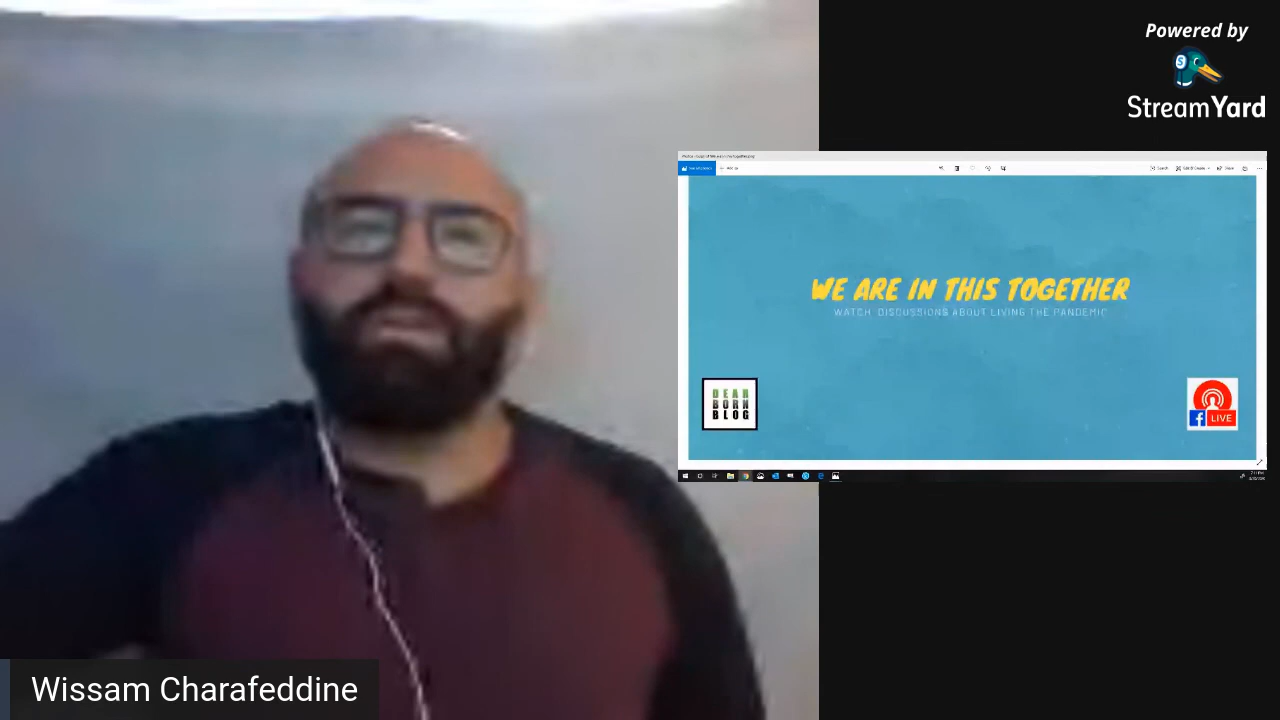 Powered by
StreamYard
WE ARE IN THIS TOGETHER
WATCH DISCUSSIONS ABOUT LIVING THE PANDEMIC
DEAR
BORN
BLOG
LIVE
Wissam Charafeddine